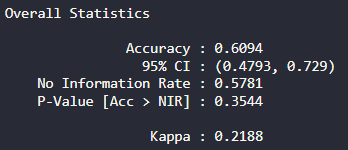 Overall Statistics
Accuracy : 0.6094
95% CI : (0.4793, 0.729)
No Information Rate : 0.5781
P-Value [Acc > NIR] : 0.3544
Kappa : 0.2188